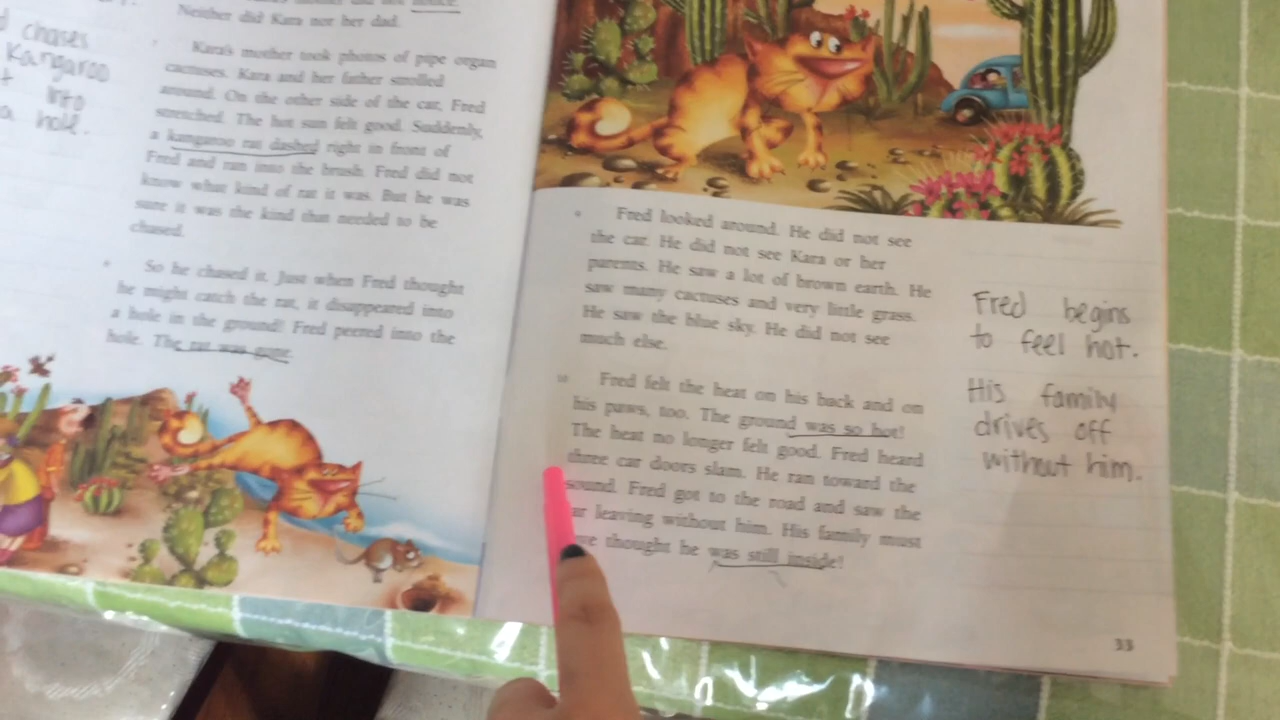 chases
Kangaroo
into
a hole.
Neither did Kara nor her dad.
Kara's mother took photos of pipe organ
cactuses. Kara and her father strolled
around. On the other side of the car, Fred
stretched. The hot sun felt good. Suddenly,
a kangaroo rat dashed right in front of
Fred and ran into the brush. Fred did not
know what kind of rat it was. But he was
sure it was the kind that needed to be
chased.
So he chased it. Just when Fred thought
he might catch the rat, it disappeared into
a hole in the ground! Fred peered into the
hole. The rat was gone.
9 Fred looked around. He did not see
the car. He did not see Kara or her
parents. He saw a lot of brown earth. He
saw many cactuses and very little grass.
He saw the blue sky. He did not see
much else.
10 Fred felt the heat on his back and on
his paws, too. The ground was so hot!
The heat no longer felt good. Fred heard
three car doors slam. He ran toward the
sound. Fred got to the road and saw the
leaving without him. His family must
thought he was still inside!
Fred begins
to feel hot.
His family
drives off
without him.
33